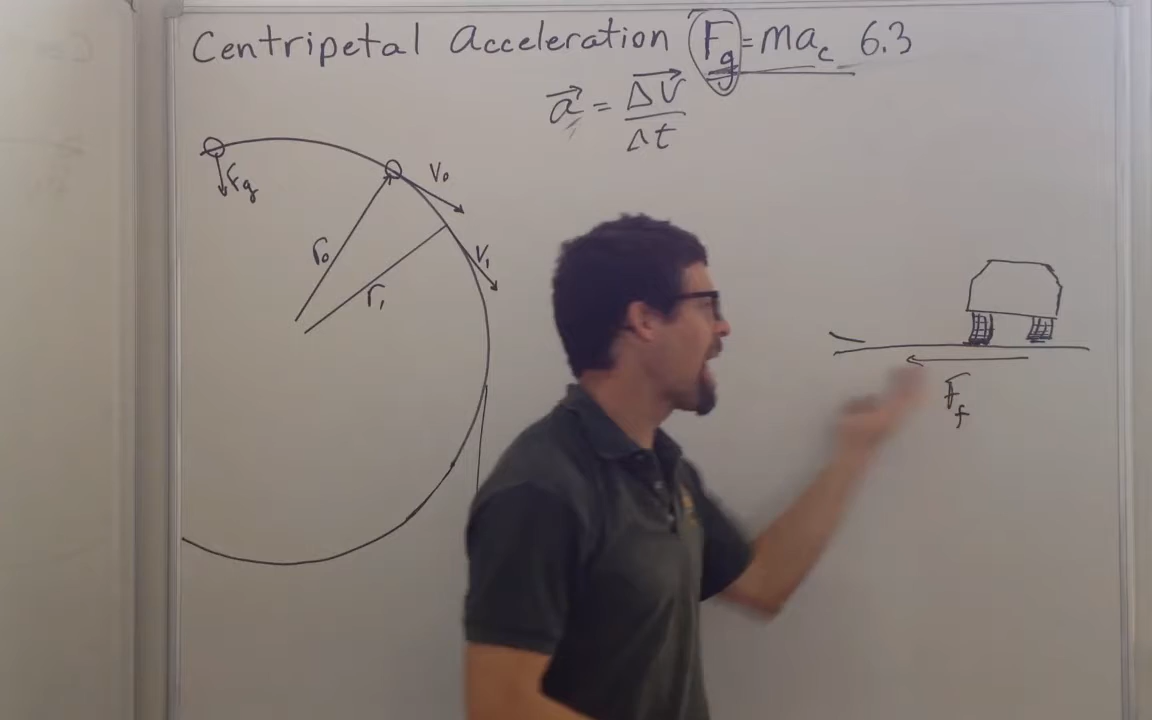 Centripetal Acceleration Fg = mac 6.3
a = ΔV
Δt
Fg
V0
r0
V1
r1
Ff